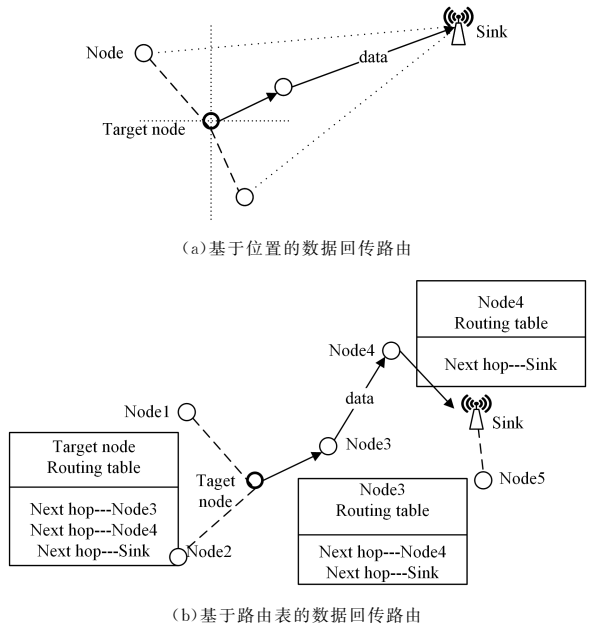 Node
Sink
data
Target node
(a)基于位置的数据回传路由
Node4
Routing table
Next hop---Sink
Node4
data
Node1
Sink
Target node
Routing table
Node3
Taget
node
Node5
Next hop---Node3
Next hop---Node4
Next hop---Sink
Node2
Node3
Routing table
Next hop---Node4
Next hop---Sink
(b)基于路由表的数据回传路由